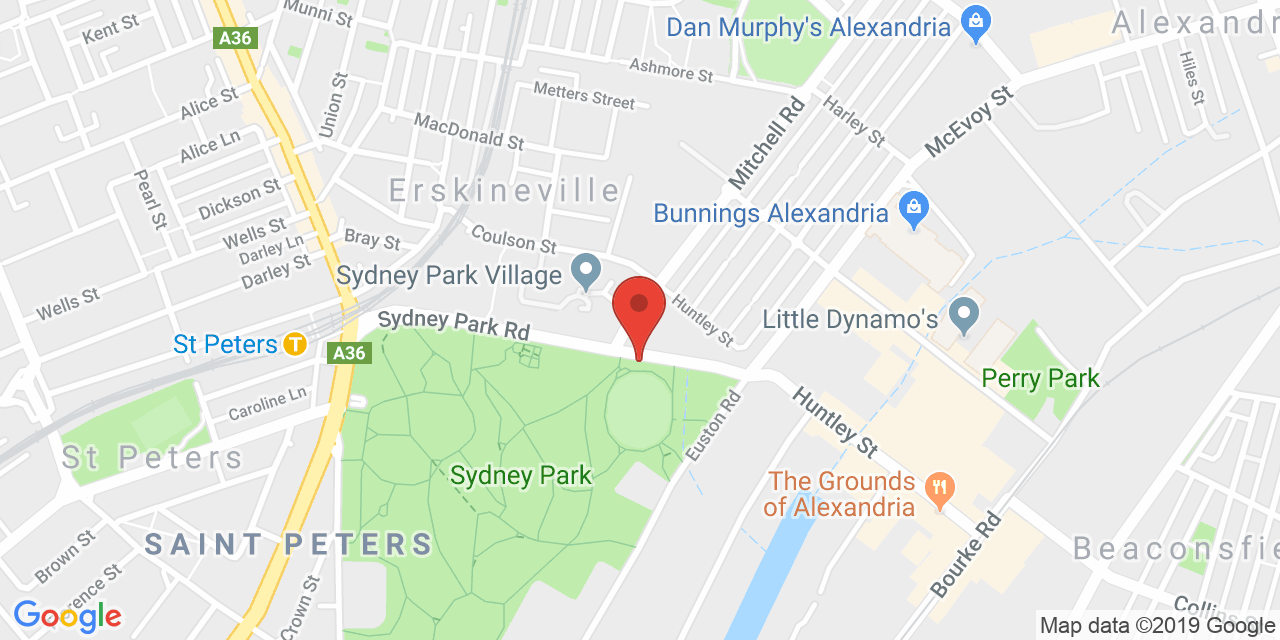 Kent St
Munni St
A36
Dan Murphy's Alexandria
Ashmore St
Hiles St
Metters Street
Alice St
Union St
Harley St
MacDonald St
Mitchell Rd
McEvoy St
Alice Ln
Pearl St
Dickson St
Erskineville
Bunnings Alexandria
Wells St
Bray St
Coulson St
Darley Ln
Darley St
Sydney Park Village
Wells St
Huntley St
Little Dynamo's
Sydney Park Rd
St Peters
T
A36
Perry Park
Caroline Ln
Euston Rd
Huntley St
St Peters
Sydney Park
The Grounds
of Alexandria
SAINT PETERS
Bourke Rd
Brown St
Crown St
Google
Map data ©2019 Google